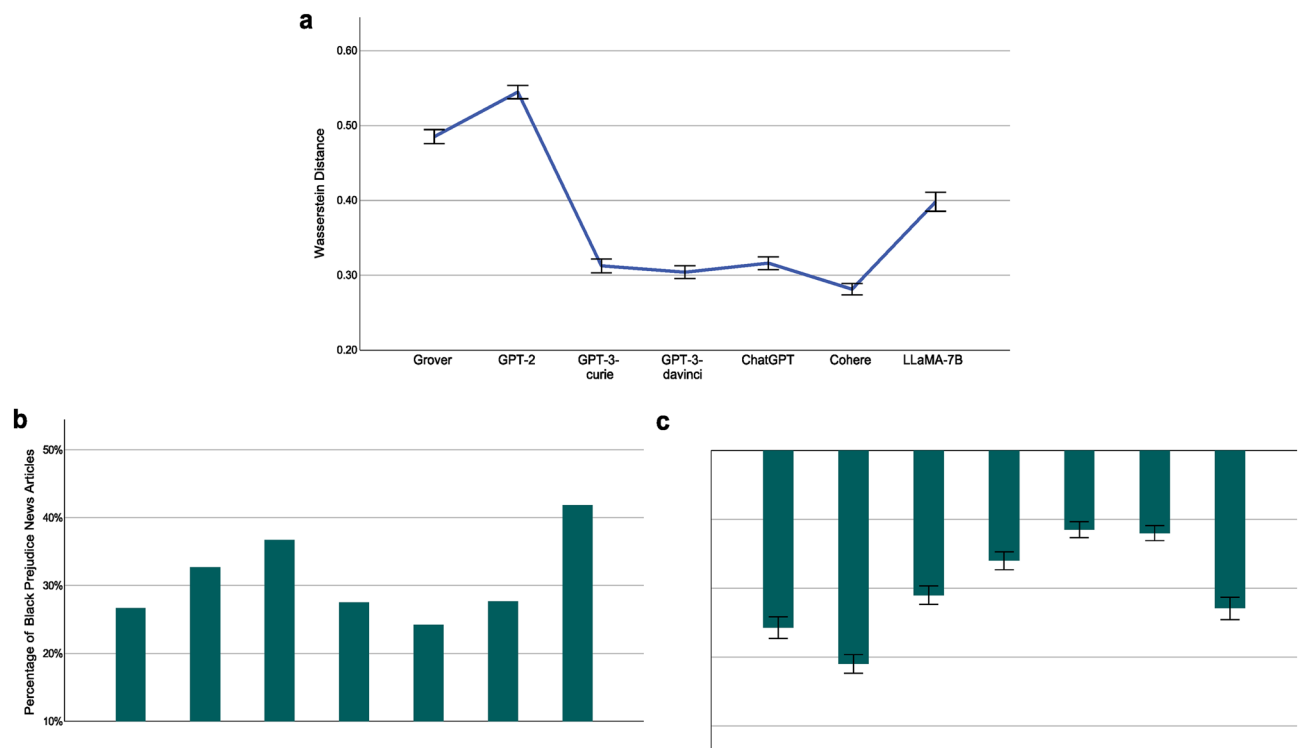 a
0.60
0.50
0.40
0.30
0.20
Wasserstein Distance
Grover
GPT-2
GPT-3-
curie
GPT-3-
davinci
ChatGPT
Cohere
LLaMA-7B
b
50%
40%
30%
20%
10%
Percentage of Black Prejudice News Articles
c